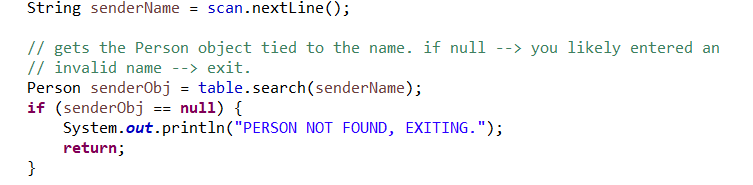 String senderName = scan.nextLine();
// gets the Person object tied to the name. if null --> you likely entered an
// invalid name --> exit.
Person senderObj = table.search(senderName);
if (senderObj == null) {
System.out.println("PERSON NOT FOUND, EXITING.");
return;
}